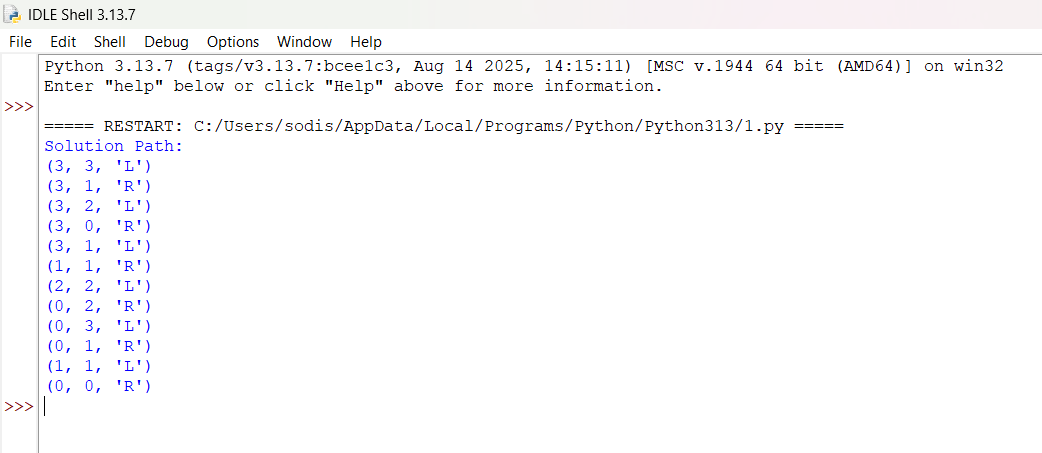 IDLE Shell 3.13.7
File Edit Shell Debug Options Window Help
Python 3.13.7 (tags/v3.13.7:bcee1c3, Aug 14 2025, 14:15:11) [MSC v.1944 64 bit (AMD64)] on win32
Enter "help" below or click "Help" above for more information.
>>>
===== RESTART: C:/Users/sodis/AppData/Local/Programs/Python/Python313/1.py =====
Solution Path:
(3, 3, 'L')
(3, 1, 'R')
(3, 2, 'L')
(3, 0, 'R')
(3, 1, 'L')
(1, 1, 'R')
(2, 2, 'L')
(0, 2, 'R')
(0, 3, 'L')
(0, 1, 'R')
(1, 1, 'L')
(0, 0, 'R')
>>>